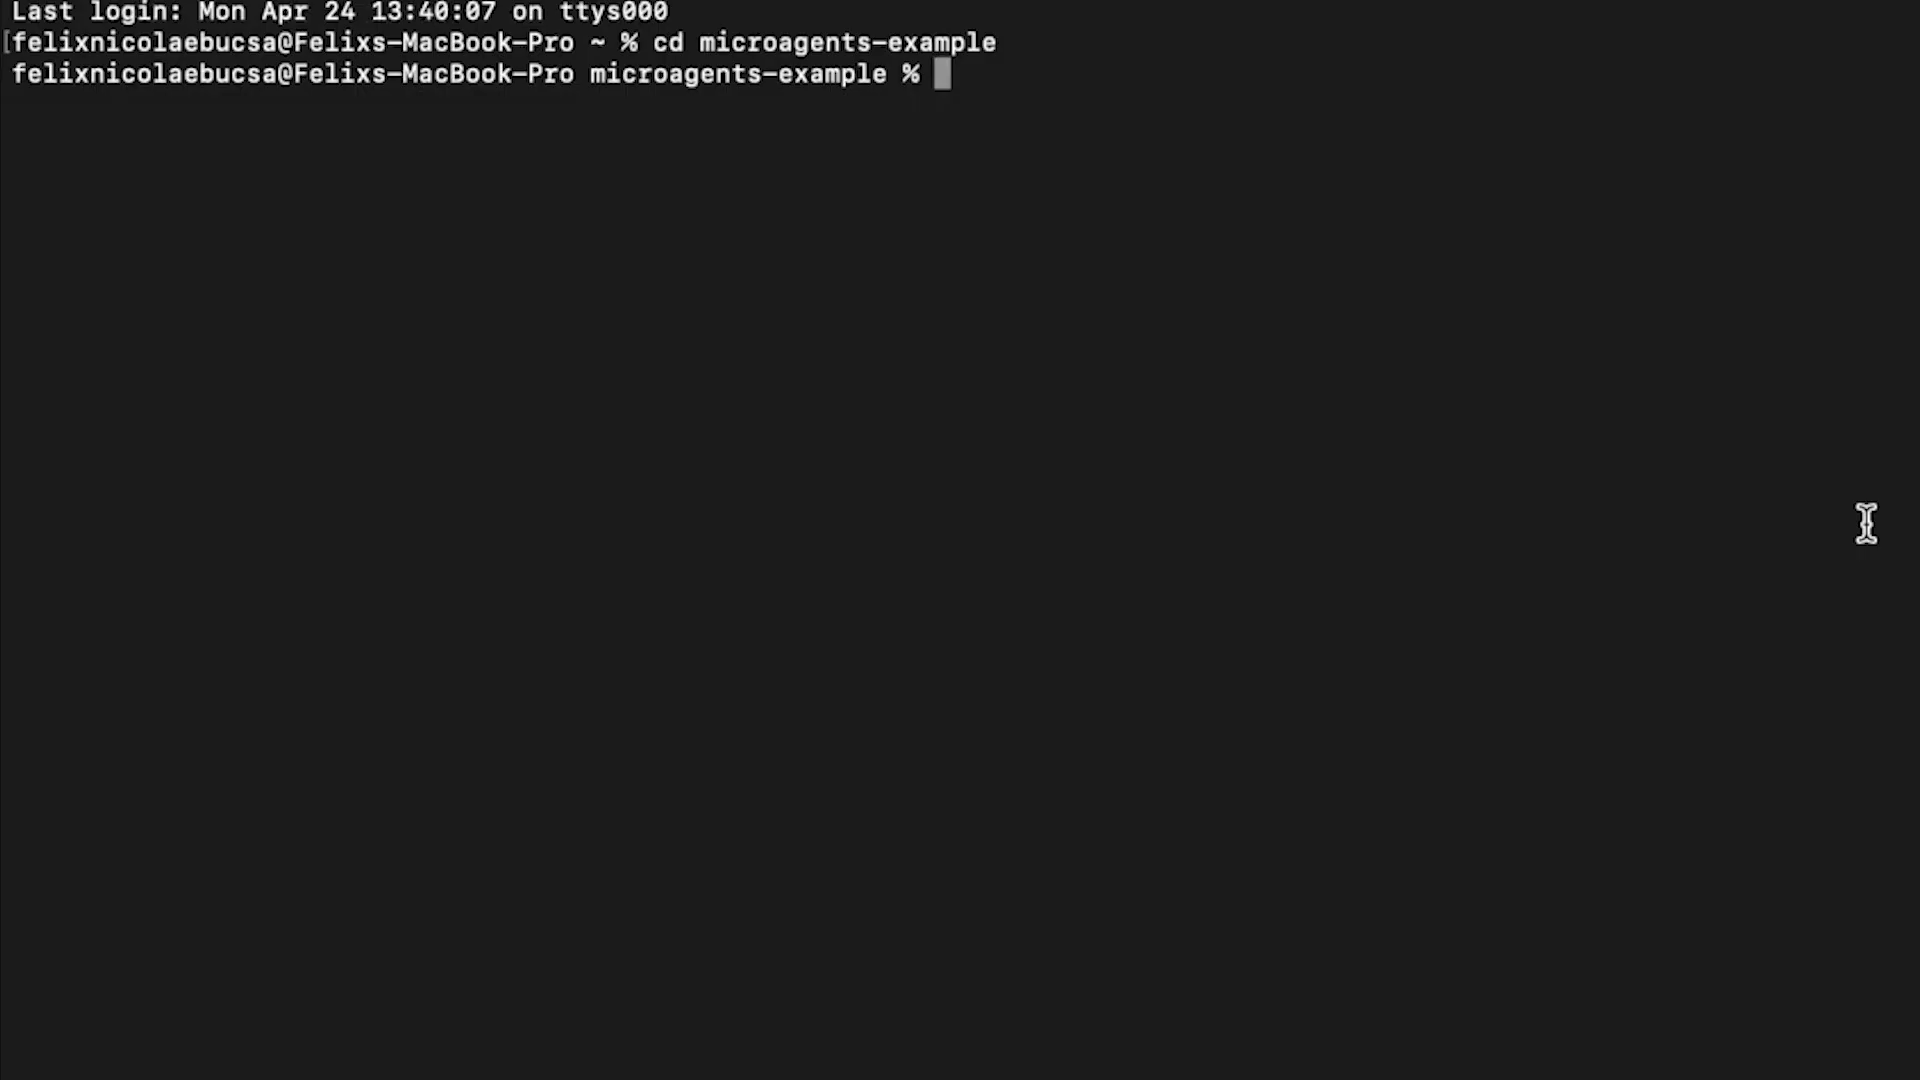 Last login: Mon Apr 24 13:40:07 on ttys000
[felixnicolaebucsa@Felixs-MacBook-Pro ~ % cd microagents-example
felixnicolaebucsa@Felixs-MacBook-Pro microagents-example %